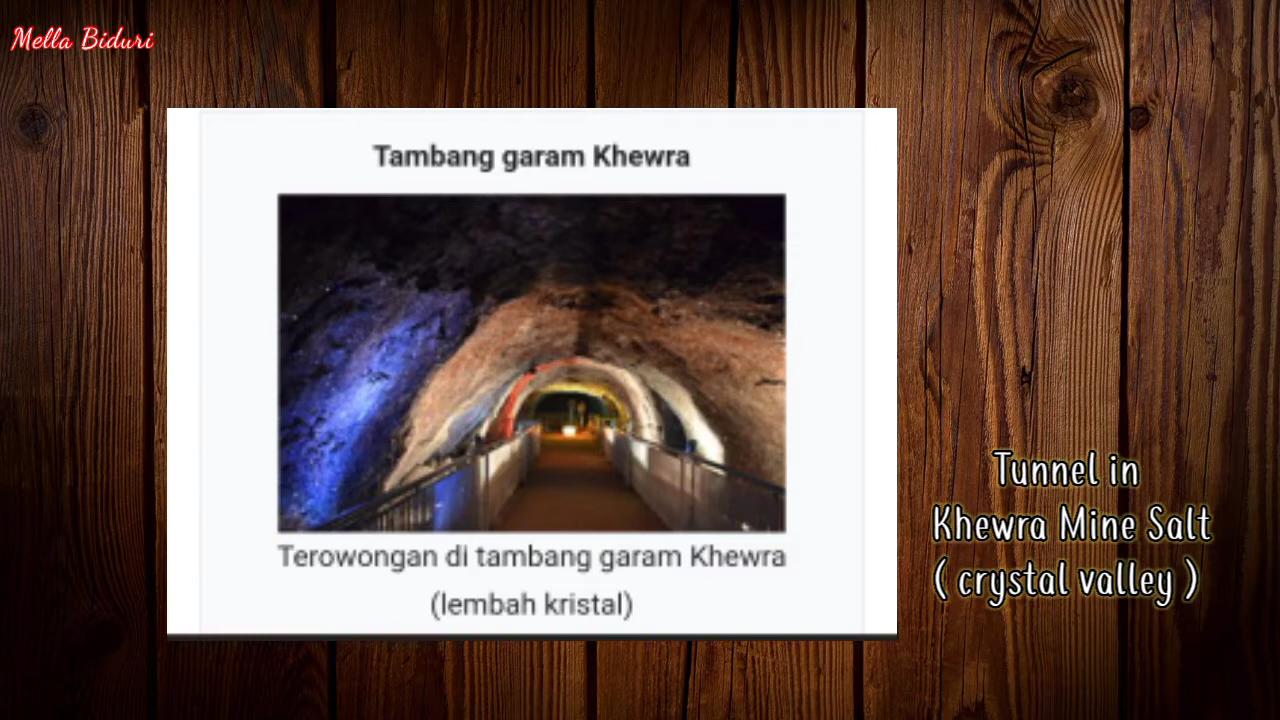 Mella Biduri
Tambang garam Khewra
Terowongan di tambang garam Khewra
(lembah kristal)
Tunnel in
Khewra Mine Salt
( crystal valley )